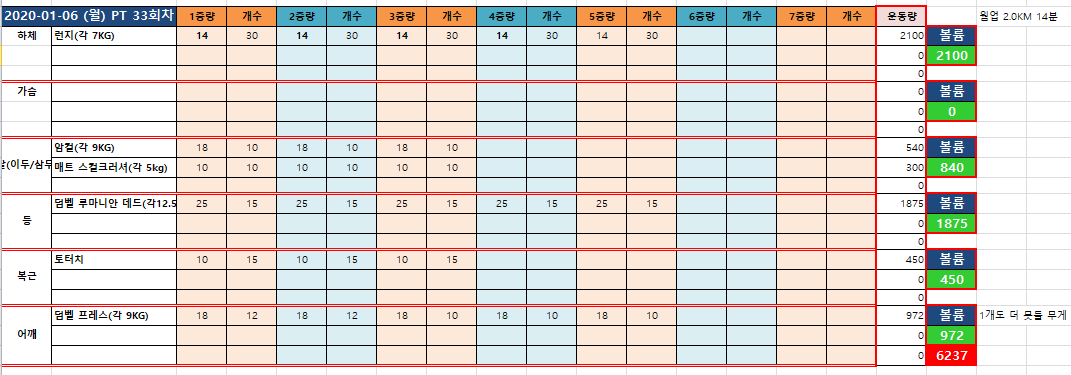 2020-01-06 (월) PT 33회차 1중량 개수 2중량 개수 3중량 개수 4중량 개수 5중량 개수 6중량 개수 7중량 개수 운동량 월업 2.0KM 14분
하체 런지(각 7KG) 14 30 14 30 14 30 14 30 14 30 2100 볼륨
0 2100
0
가슴 0 볼륨
0 0
0
암컬(각 9KG) 18 10 18 10 18 10 540 볼륨
팔(이두/삼두 매트 스컬크러셔(각 5kg) 10 10 10 10 10 10 300 840
0
덤벨 루마니안 데드(각12.5 25 15 25 15 25 15 25 15 25 15 1875 볼륨
등 0 1875
0
토터치 10 15 10 15 10 15 450 볼륨
복근 0 450
0
덤벨 프레스(각 9KG) 18 12 18 12 18 10 18 10 18 10 972 볼륨 1개도 더 못들 무게
어깨 0 972
0 6237